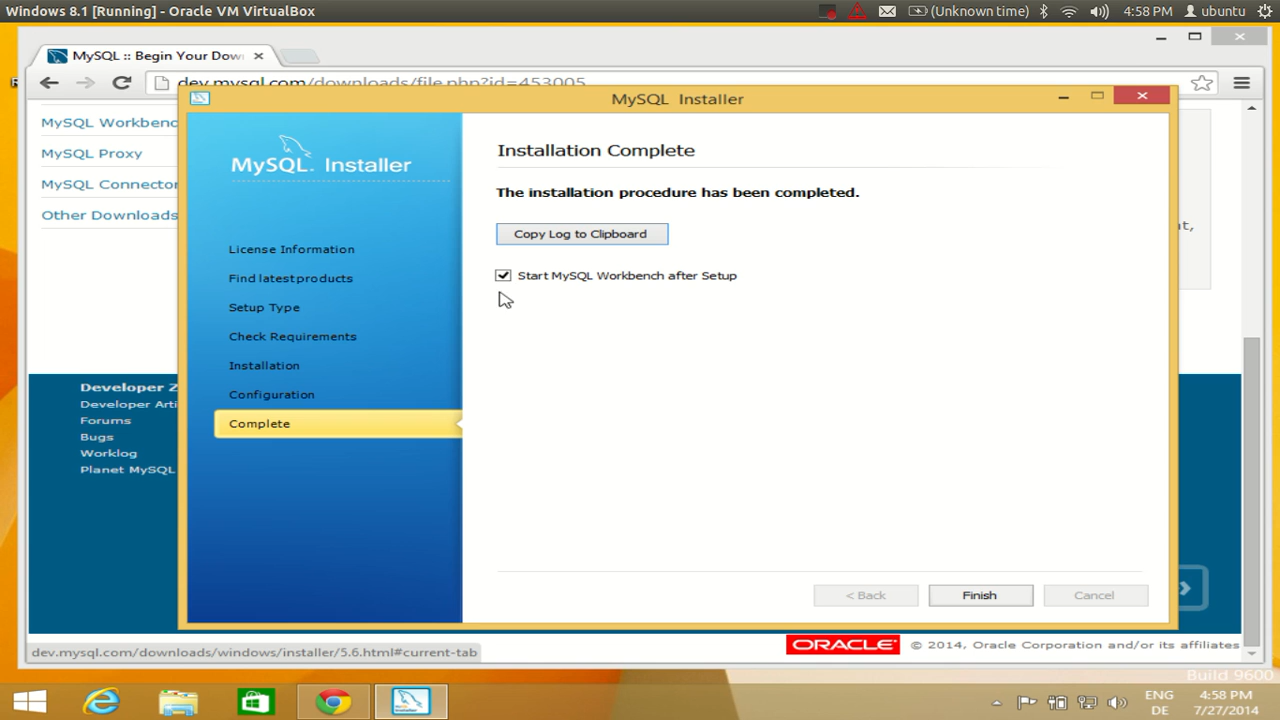 Windows 8.1 [Running] - Oracle VM VirtualBox
(Unknown time)
4:58 PM
ubuntu
MySQL :: Begin Your Dow
dev.mysql.com/downloads/file.php?id=453005
MySQL Workbenc
MySQL Proxy
MySQL Connector
Other Downloads
MySQL Installer
MySQL Installer
License Information
Find latest products
Setup Type
Check Requirements
Installation
Configuration
Complete
Installation Complete
The installation procedure has been completed.
Copy Log to Clipboard
Start MySQL Workbench after Setup
< Back
Finish
Cancel
Developer Z
Developer Arti
Forums
Bugs
Worklog
Planet MySQL
ORACLE
© 2014, Oracle Corporation and/or its affiliates
dev.mysql.com/downloads/windows/installer/5.6.html#current-tab
Build 9600
ENG
DE
4:58 PM
7/27/2014